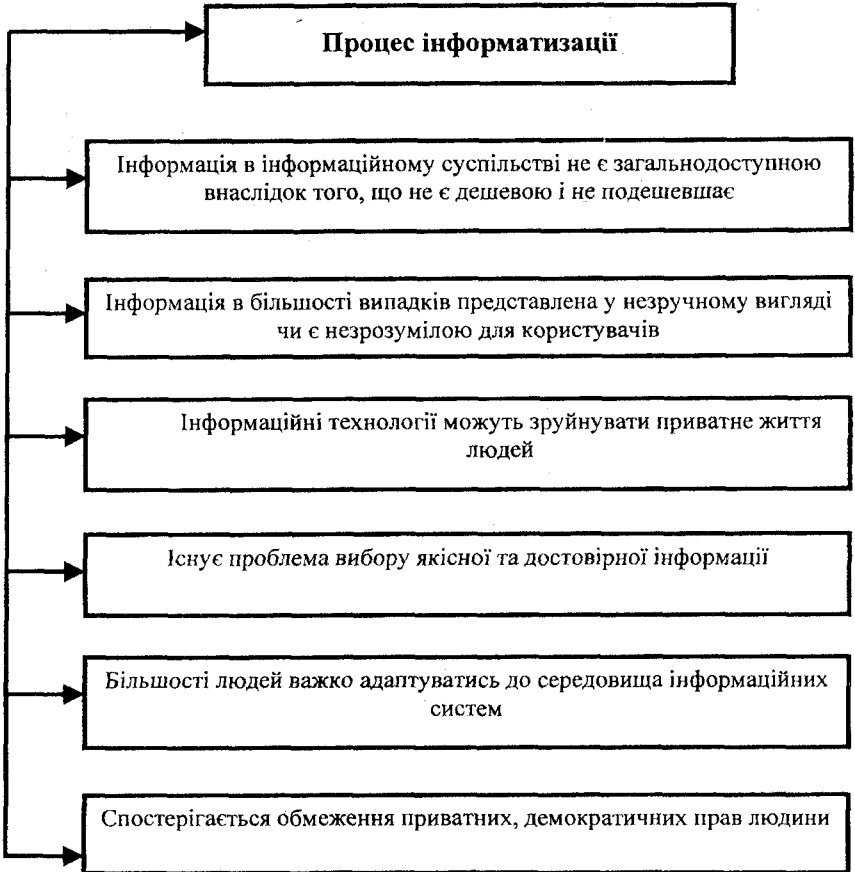 Процес інформатизації
Інформація в інформаційному суспільстві не є загальнодоступною
внаслідок того, що не є дешевою і не подешевшає
Інформація в більшості випадків представлена у незручному вигляді
чи є незрозумілою для користувачів
Інформаційні технології можуть зруйнувати приватне життя
людей
Існує проблема вибору якісної та достовірної інформації
Більшості людей важко адаптуватись до середовища інформаційних
систем
Спостерігається обмеження приватних, демократичних прав людини